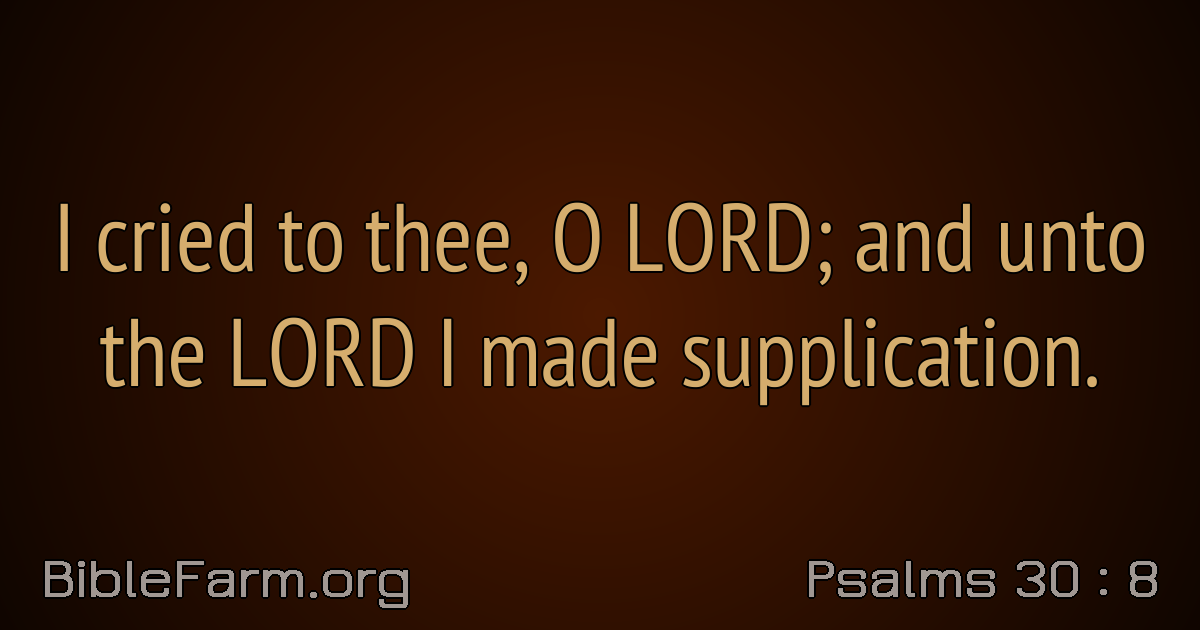 I cried to thee, O LORD; and unto
the LORD I made supplication.
BibleFarm.org
Psalms 30 : 8